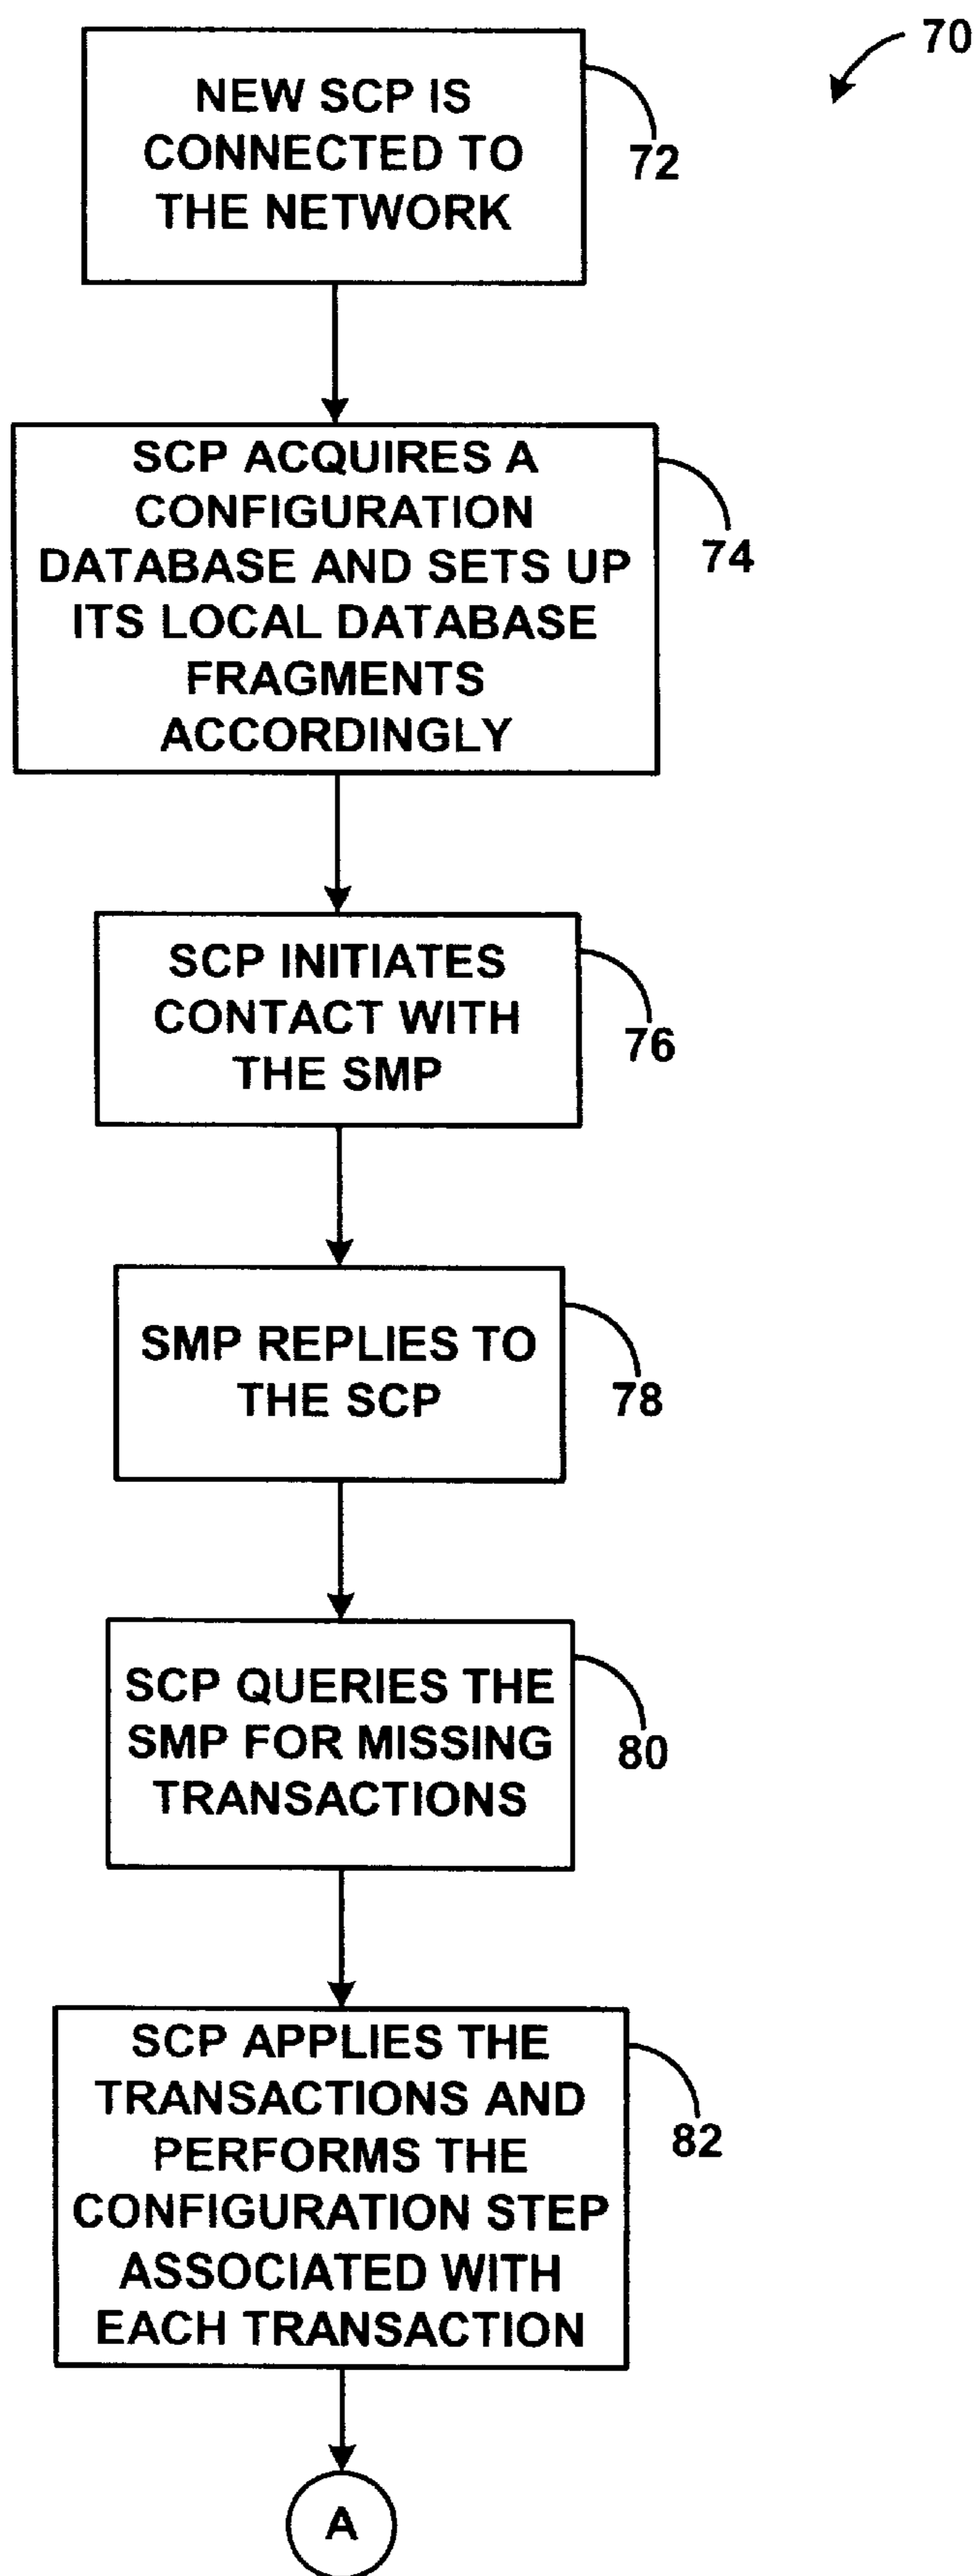 70
NEW SCP IS
CONNECTED TO
THE NETWORK
72
SCP ACQUIRES A
CONFIGURATION
DATABASE AND SETS UP
ITS LOCAL DATABASE
FRAGMENTS
ACCORDINGLY
74
SCP INITIATES
CONTACT WITH
THE SMP
76
SMP REPLIES TO
THE SCP
78
SCP QUERIES THE
SMP FOR MISSING
TRANSACTIONS
80
SCP APPLIES THE
TRANSACTIONS AND
PERFORMS THE
CONFIGURATION STEP
ASSOCIATED WITH
EACH TRANSACTION
82
A